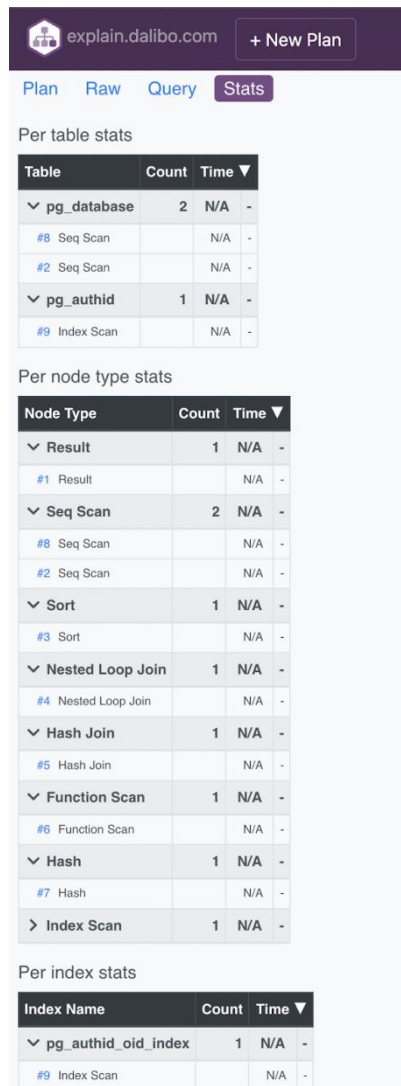 explain.dalibo.com + New Plan
Plan Raw Query Stats
Per table stats
Table Count Time ▼
pg_database 2 N/A -
#8 Seq Scan N/A -
#2 Seq Scan N/A -
pg_authid 1 N/A -
#9 Index Scan N/A -
Per node type stats
Node Type Count Time ▼
Result 1 N/A -
#1 Result N/A -
Seq Scan 2 N/A -
#8 Seq Scan N/A -
#2 Seq Scan N/A -
Sort 1 N/A -
#3 Sort N/A -
Nested Loop Join 1 N/A -
#4 Nested Loop Join N/A -
Hash Join 1 N/A -
#5 Hash Join N/A -
Function Scan 1 N/A -
#6 Function Scan N/A -
Hash 1 N/A -
#7 Hash N/A -
Index Scan 1 N/A -
Per index stats
Index Name Count Time ▼
pg_authid_oid_index 1 N/A -
#9 Index Scan N/A -